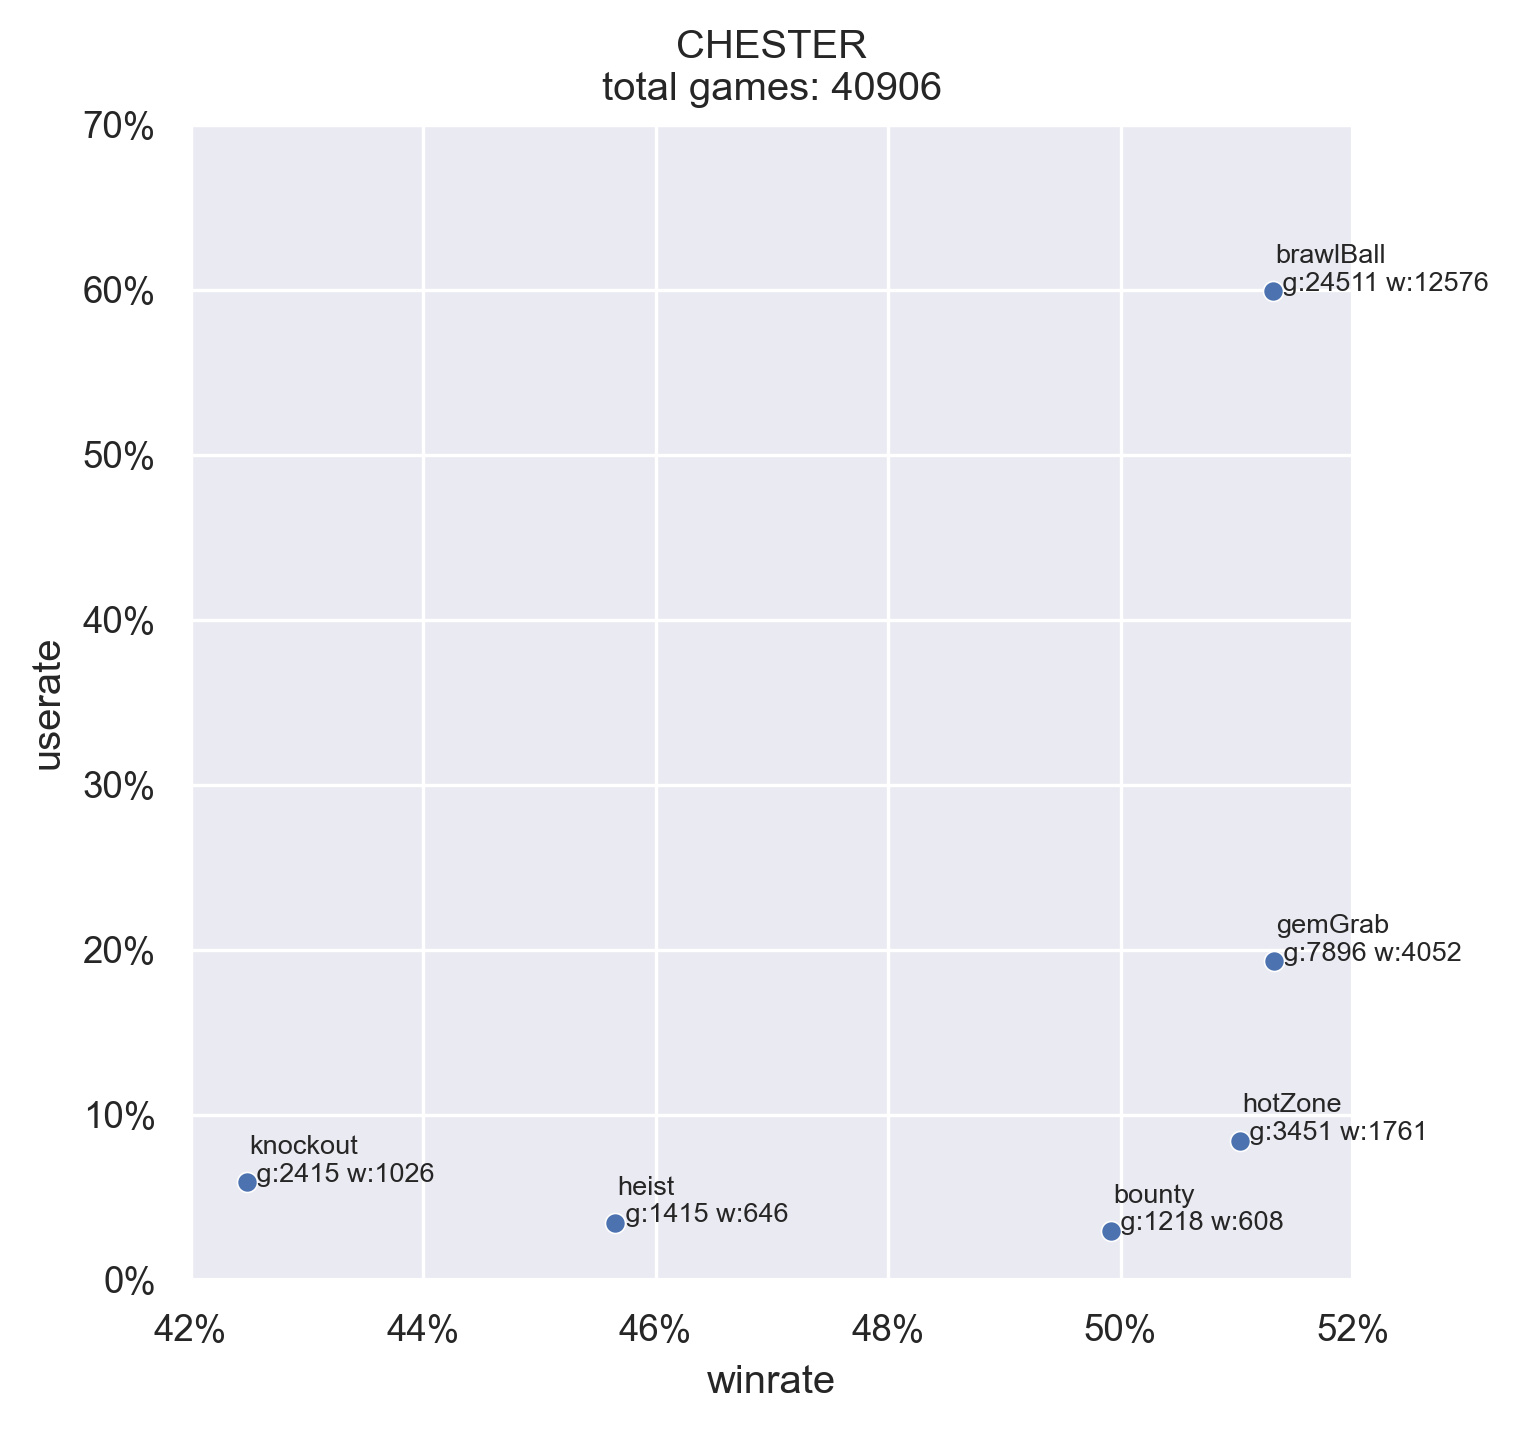 CHESTER
total games: 40906
70%
60%
50%
40%
30%
20%
10%
0%
userate
brawlBall
g:24511 w:12576
gemGrab
g:7896 w:4052
hotZone
g:3451 w:1761
knockout
g:2415 w:1026
heist
g:1415 w:646
bounty
g:1218 w:608
42% 44% 46% 48% 50% 52%
winrate